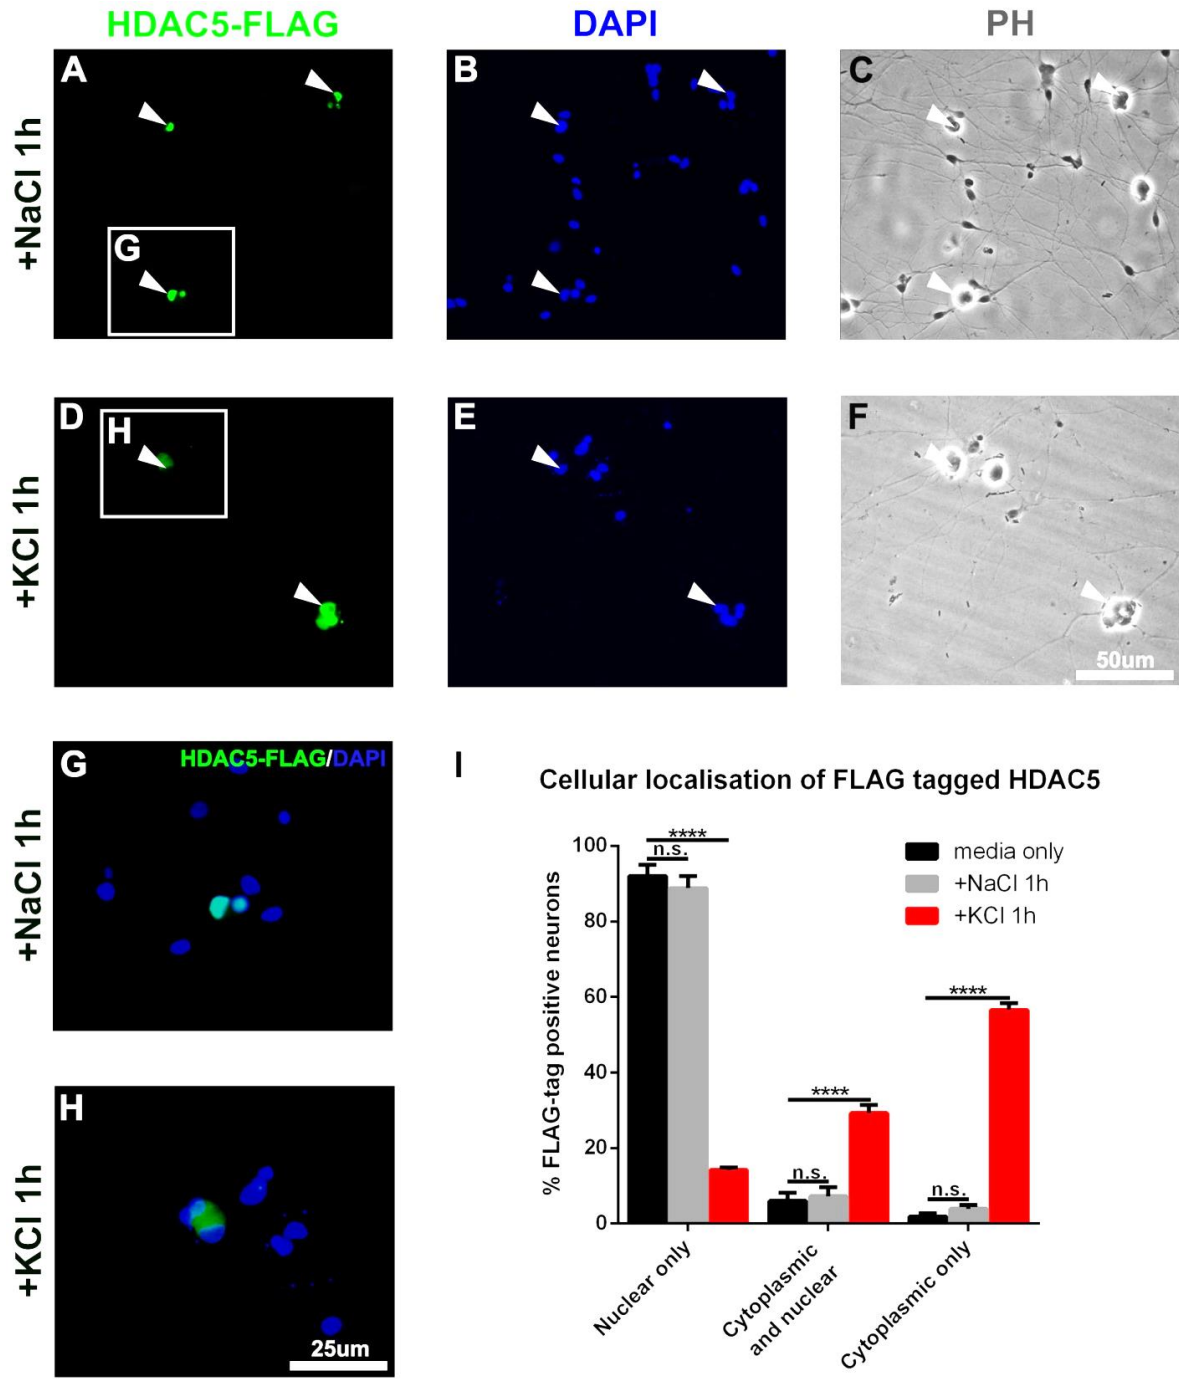 HDAC5-FLAG
DAPI
PH
+NaCl 1h
A
G
B
C
+KCl 1h
D
H
E
F
50um
+NaCl 1h
G
HDAC5-FLAG/DAPI
+KCl 1h
H
25um
I
Cellular localisation of FLAG tagged HDAC5
% FLAG-tag positive neurons
100
80
60
40
20
0
****
n.s.
****
n.s.
****
n.s.
media only
+NaCl 1h
+KCl 1h
Nuclear only
Cytoplasmic
and nuclear
Cytoplasmic only